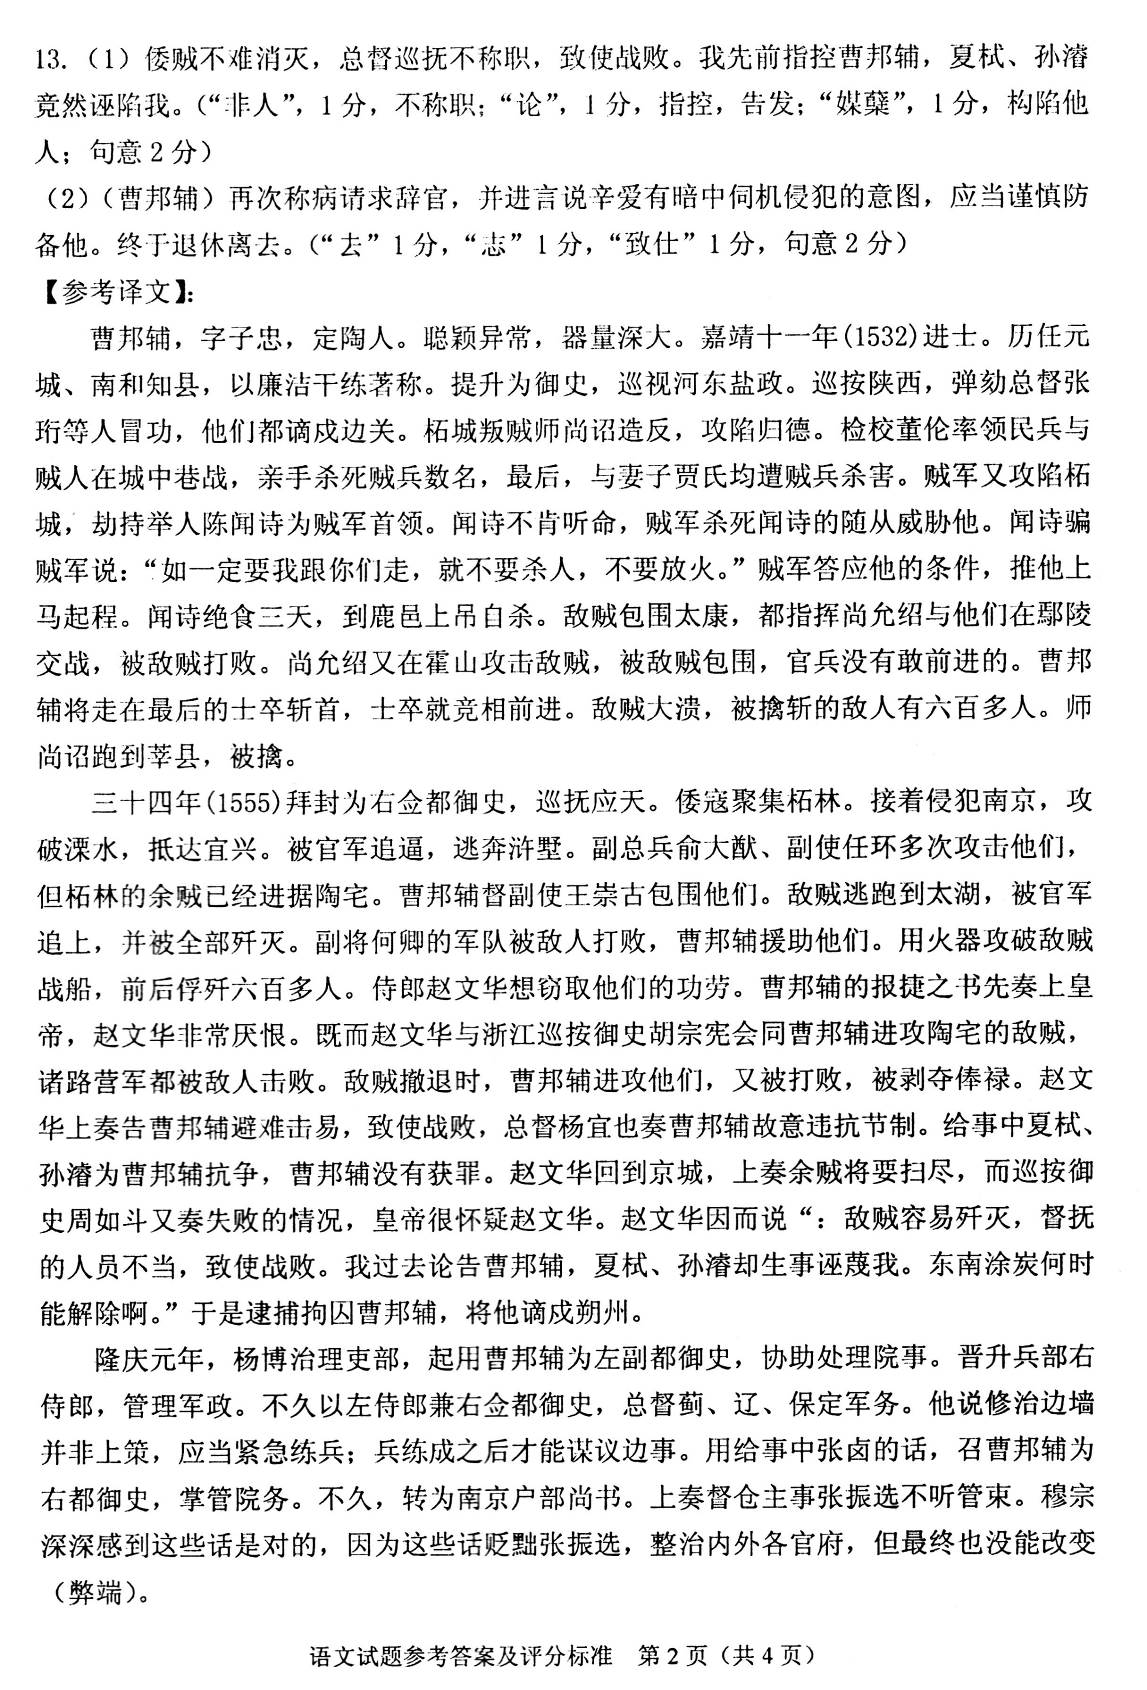 13.（1）倭贼不难消灭，总督巡抚不称职，致使战败。我先前指控曹邦辅，夏栻、孙濬
竟然诬陷我。（“非人”，1 分，不称职；“论”，1 分，指控，告发；“媒蘖”，1 分，构陷他
人；句意 2 分）
（2）（曹邦辅）再次称病请求辞官，并进言说辛爱有暗中伺机侵犯的意图，应当谨慎防
备他。终于退休离去。（“去”1 分，“志”1 分，“致仕”1 分，句意 2 分）
【参考译文】：
曹邦辅，字子忠，定陶人。聪颖异常，器量深大。嘉靖十一年(1532)进士。历任元
城、南和知县，以廉洁干练著称。提升为御史，巡视河东盐政。巡按陕西，弹劾总督张
珩等人冒功，他们都谪戍边关。柘城叛贼师尚诏造反，攻陷归德。检校董伦率领民兵与
贼人在城中巷战，亲手杀死贼兵数名，最后，与妻子贾氏均遭贼兵杀害。贼军又攻陷柘
城，劫持举人陈闻诗为贼军首领。闻诗不肯听命，贼军杀死闻诗的随从威胁他。闻诗骗
贼军说：“如一定要我跟你们走，就不要杀人，不要放火。”贼军答应他的条件，推他上
马起程。闻诗绝食三天，到鹿邑上吊自杀。敌贼包围太康，都指挥尚允绍与他们在鄢陵
交战，被敌贼打败。尚允绍又在霍山攻击敌贼，被敌贼包围，官兵没有敢前进的。曹邦
辅将走在最后的士卒斩首，士卒就竞相前进。敌贼大溃，被擒斩的敌人有六百多人。师
尚诏跑到莘县，被擒。
三十四年(1555)拜封为右佥都御史，巡抚应天。倭寇聚集柘林。接着侵犯南京，攻
破溧水，抵达宜兴。被官军追逼，逃奔浒墅。副总兵俞大猷、副使任环多次攻击他们，
但柘林的余贼已经进据陶宅。曹邦辅督副使王崇古包围他们。敌贼逃跑到太湖，被官军
追上，并被全部歼灭。副将何卿的军队被敌人打败，曹邦辅援助他们。用火器攻破敌贼
战船，前后俘歼六百多人。侍郎赵文华想窃取他们的功劳。曹邦辅的报捷之书先奏上皇
帝，赵文华非常厌恨。既而赵文华与浙江巡按御史胡宗宪会同曹邦辅进攻陶宅的敌贼，
诸路营军都被敌人击败。敌贼撤退时，曹邦辅进攻他们，又被打败，被剥夺俸禄。赵文
华上奏告曹邦辅避难击易，致使战败，总督杨宜也奏曹邦辅故意违抗节制。给事中夏栻、
孙濬为曹邦辅抗争，曹邦辅没有获罪。赵文华回到京城，上奏余贼将要扫尽，而巡按御
史周如斗又奏失败的情况，皇帝很怀疑赵文华。赵文华因而说“：敌贼容易歼灭，督抚
的人员不当，致使战败。我过去论告曹邦辅，夏栻、孙濬却生事诬蔑我。东南涂炭何时
能解除啊。”于是逮捕拘囚曹邦辅，将他谪戍朔州。
隆庆元年，杨博治理吏部，起用曹邦辅为左副都御史，协助处理院事。晋升兵部右
侍郎，管理军政。不久以左侍郎兼右佥都御史，总督蓟、辽、保定军务。他说修治边墙
并非上策，应当紧急练兵；兵练成之后才能谋议边事。用给事中张卤的话，召曹邦辅为
右都御史，掌管院务。不久，转为南京户部尚书。上奏督仓主事张振选不听管束。穆宗
深深感到这些话是对的，因为这些话贬黜张振选，整治内外各官府，但最终也没能改变
（弊端）。
语文试题参考答案及评分标准 第 2 页（共 4 页）